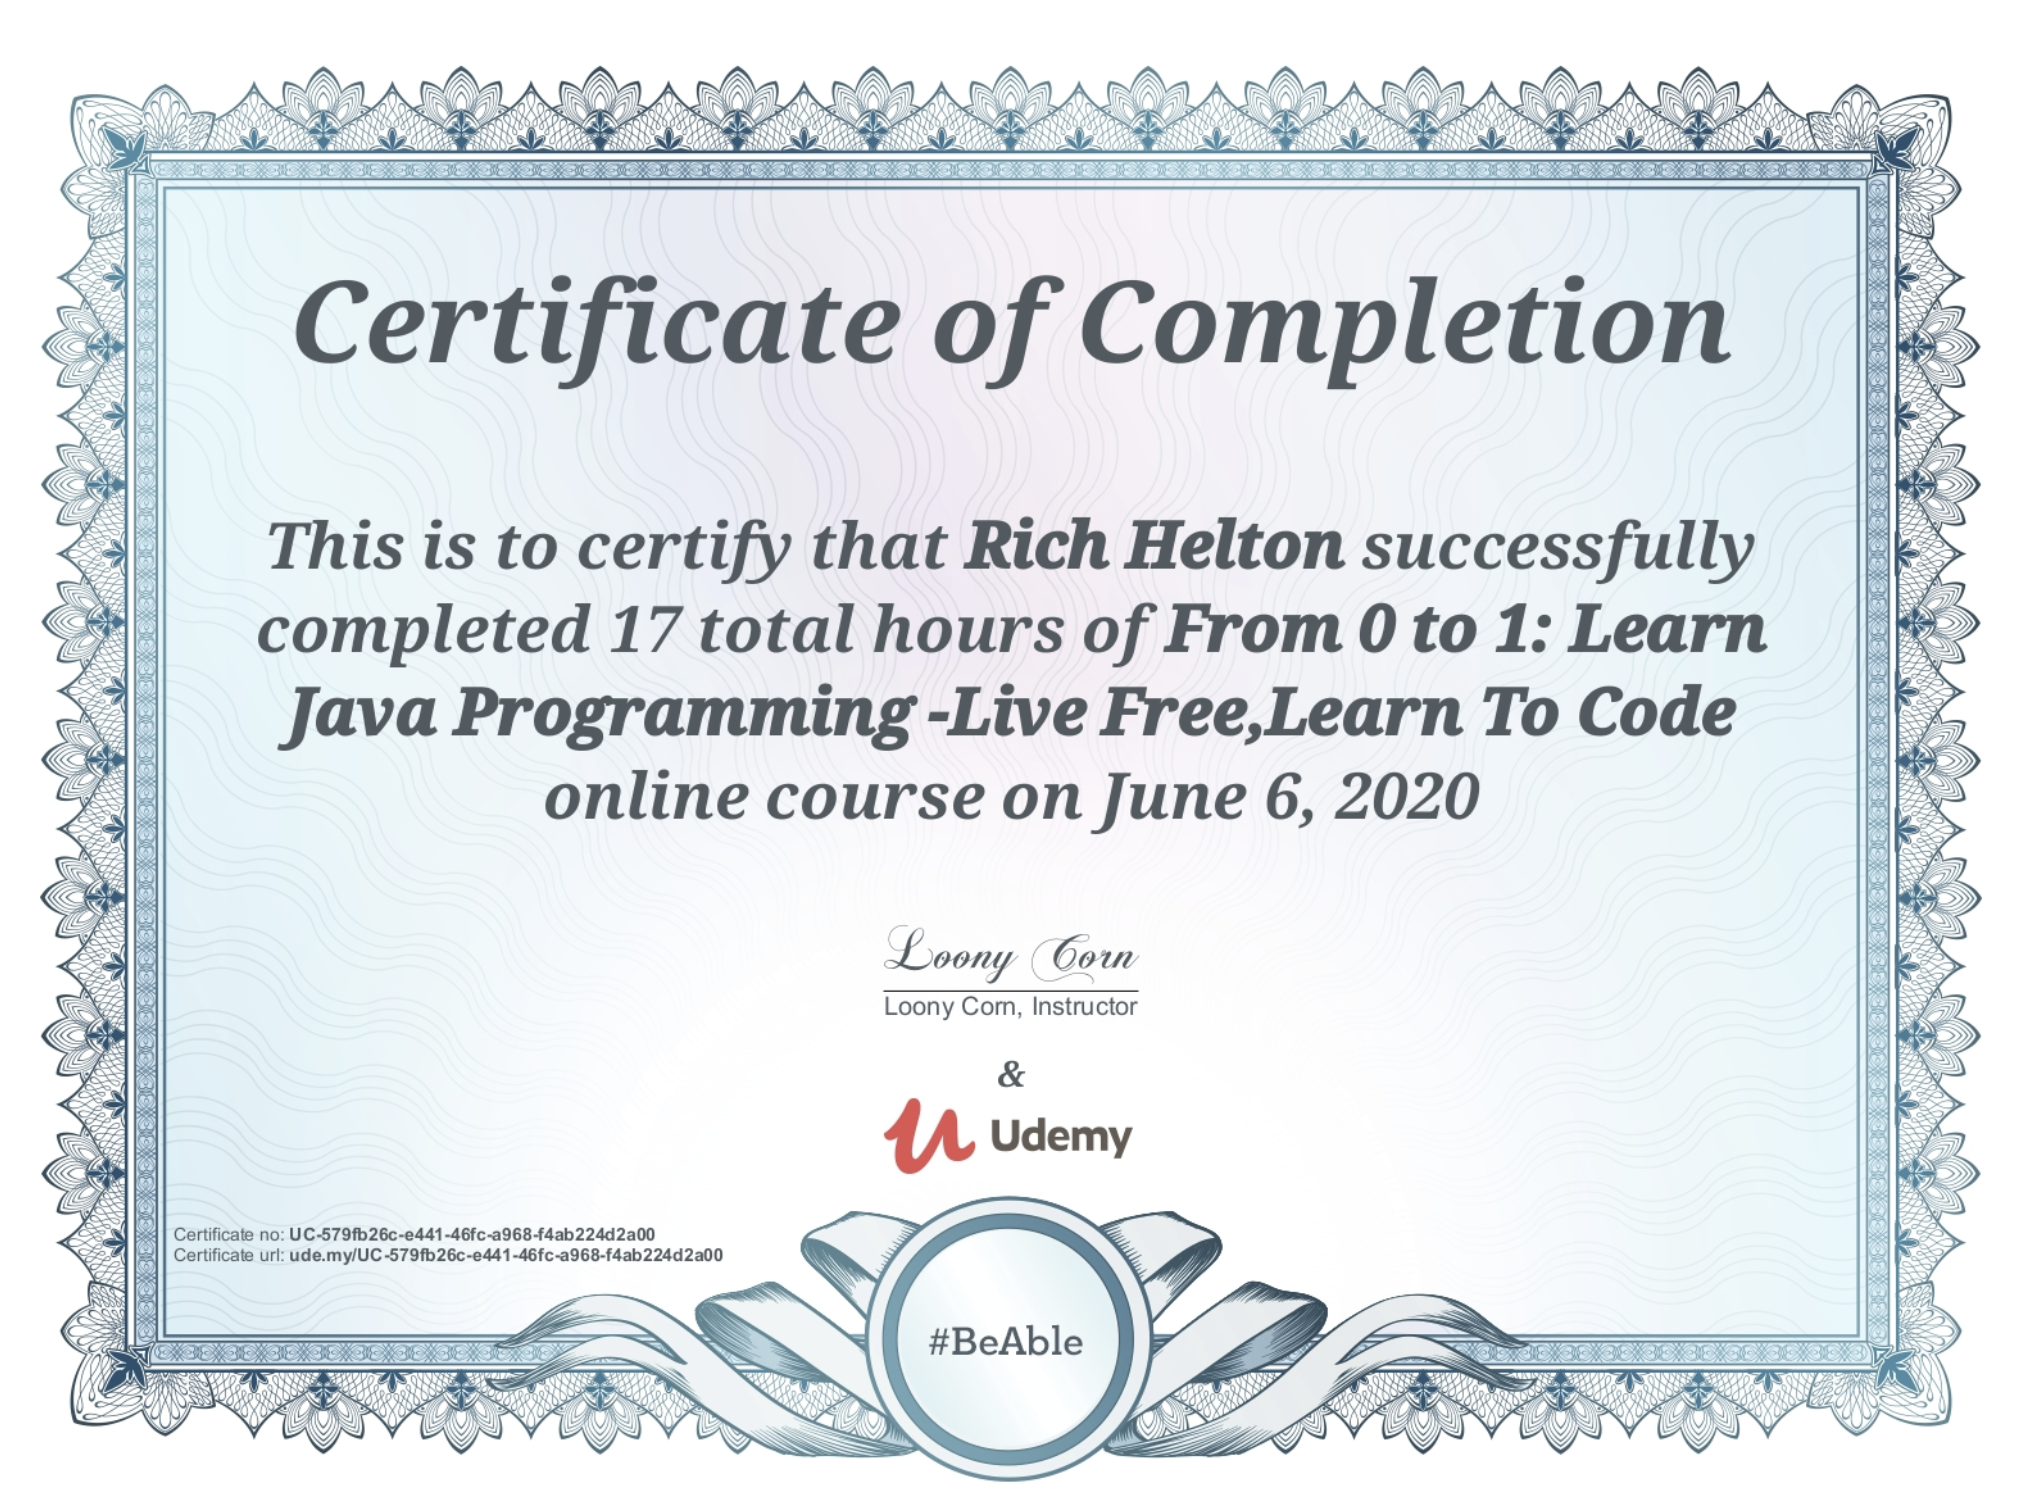 Certificate of Completion
This is to certify that Rich Helton successfully
completed 17 total hours of From 0 to 1: Learn
Java Programming -Live Free,Learn To Code
online course on June 6, 2020
Loony Corn
Loony Corn, Instructor
&
Udemy
Certificate no: UC-579fb26c-e441-46fc-a968-f4ab224d2a00
Certificate url: ude.my/UC-579fb26c-e441-46fc-a968-f4ab224d2a00
#BeAble